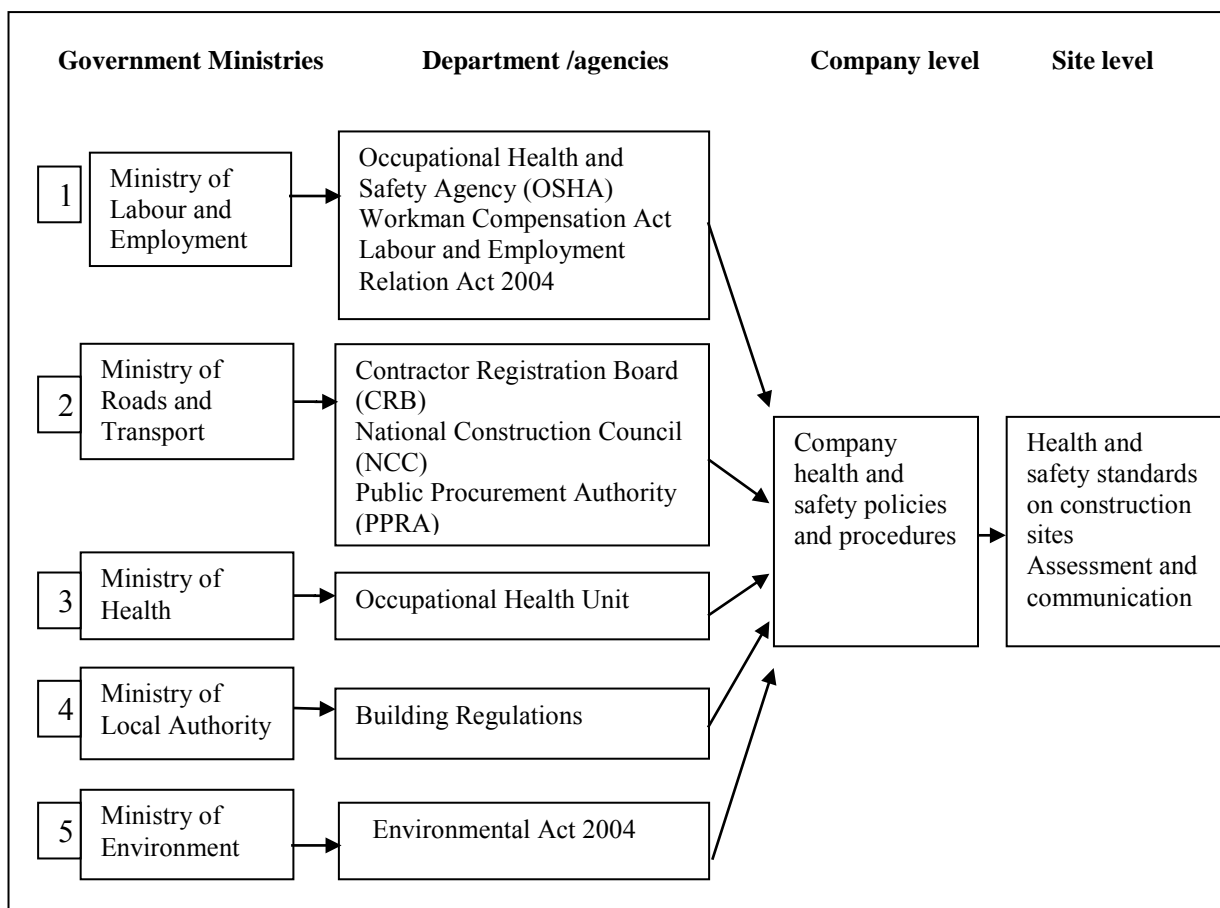 Government Ministries
Department /agencies
Company level
Site level
1
Ministry of
Labour and
Employment
Occupational Health and
Safety Agency (OSHA)
Workman Compensation Act
Labour and Employment
Relation Act 2004
2
Ministry of
Roads and
Transport
Contractor Registration Board
(CRB)
National Construction Council
(NCC)
Public Procurement Authority
(PPRA)
3
Ministry of
Health
Occupational Health Unit
4
Ministry of
Local Authority
Building Regulations
5
Ministry of
Environment
Environmental Act 2004
Company
health and
safety policies
and procedures
Health and
safety standards
on construction
sites
Assessment and
communication